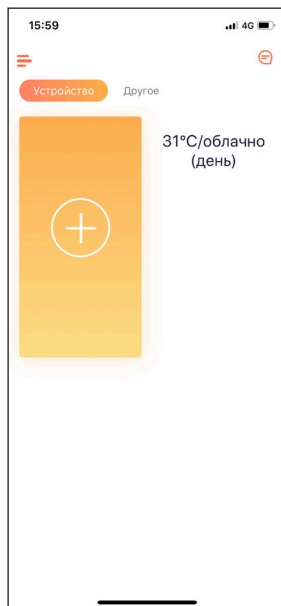 15:59
4G
Устройство
Другое
31°C/облачно
(день)